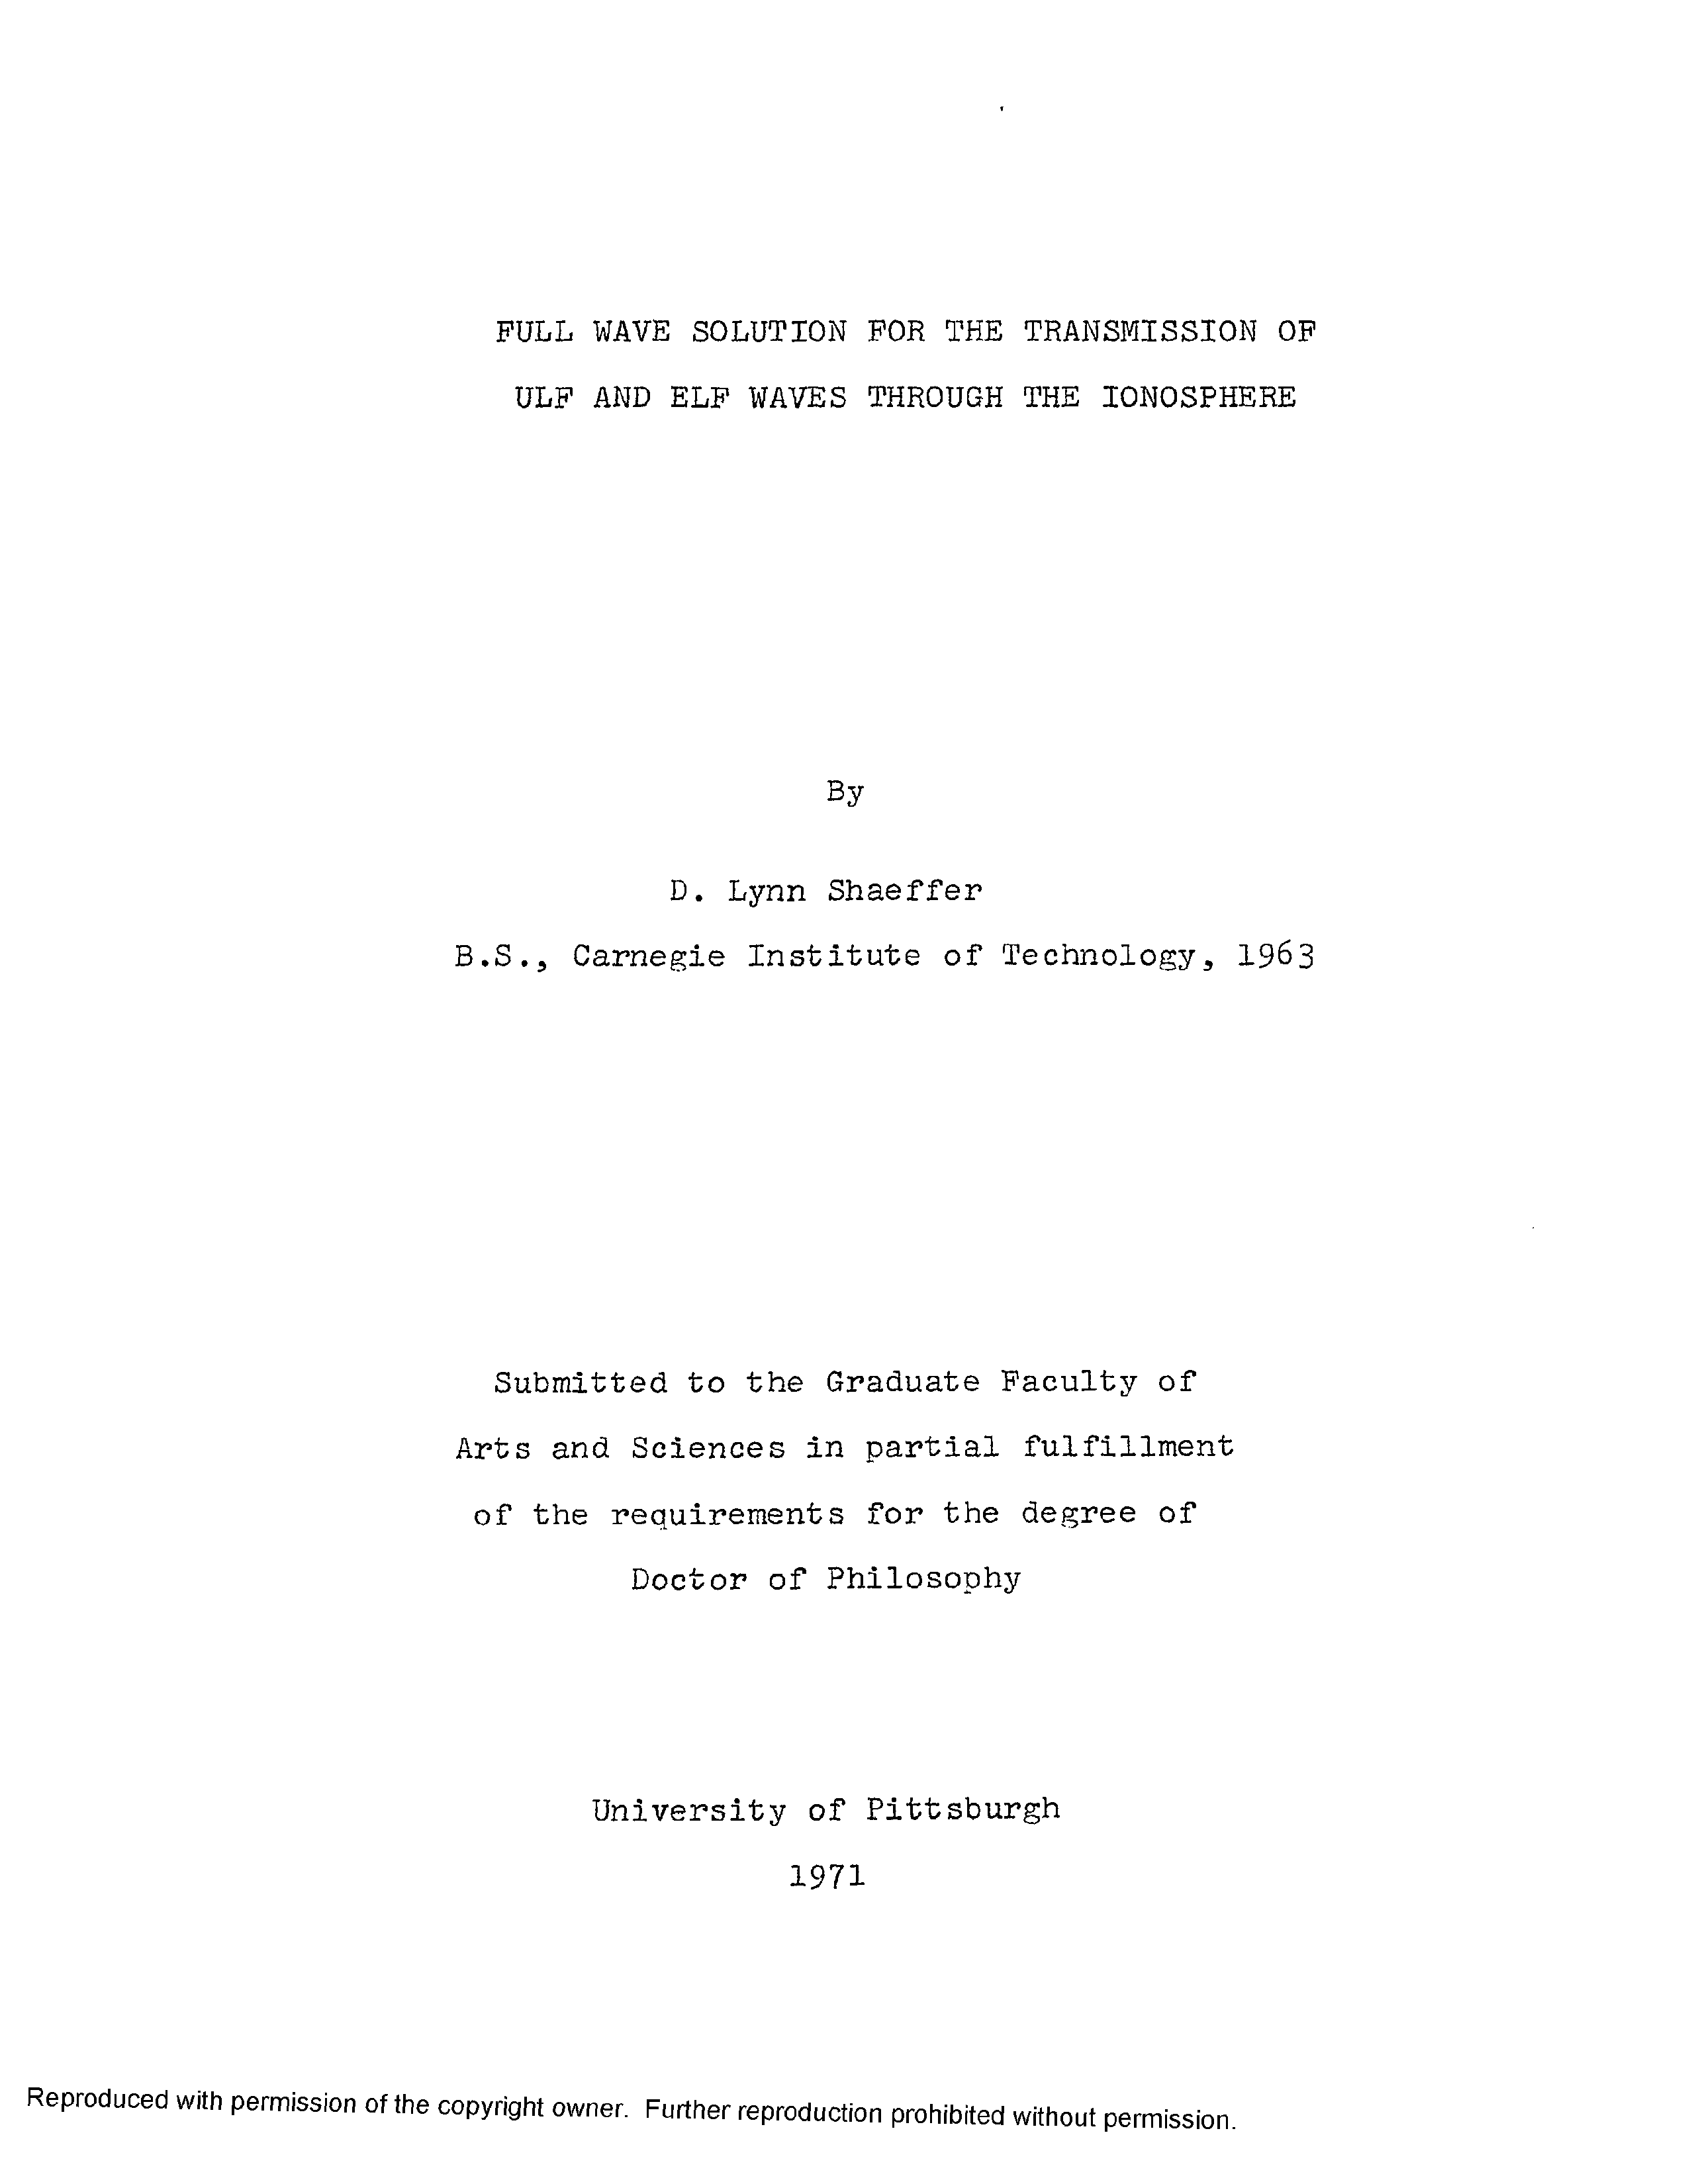 FULL WAVE SOLUTION FOR THE TRANSMISSION OF
ULF AND ELF WAVES THROUGH THE IONOSPHERE
By
D. Lynn Shaeffer
B.S., Carnegie Institute of Technology, 1963
Submitted to the Graduate Faculty of
Arts and Sciences in partial fulfillment
of the requirements for the degree of
Doctor of Philosophy
University of Pittsburgh
1971
Reproduced with permission of the copyright owner. Further reproduction prohibited without permission.